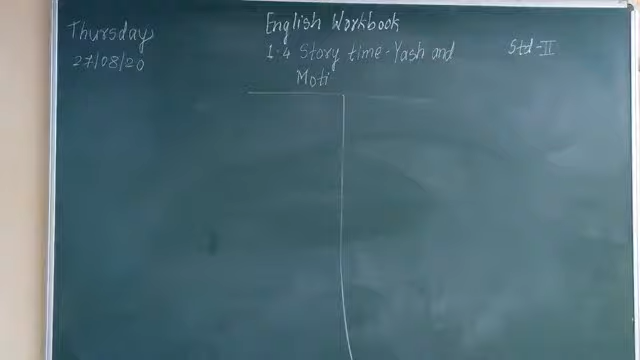 Thursday
27/08/20
English Workbook
1.4 Story time - Yash and
Moti
Std-II